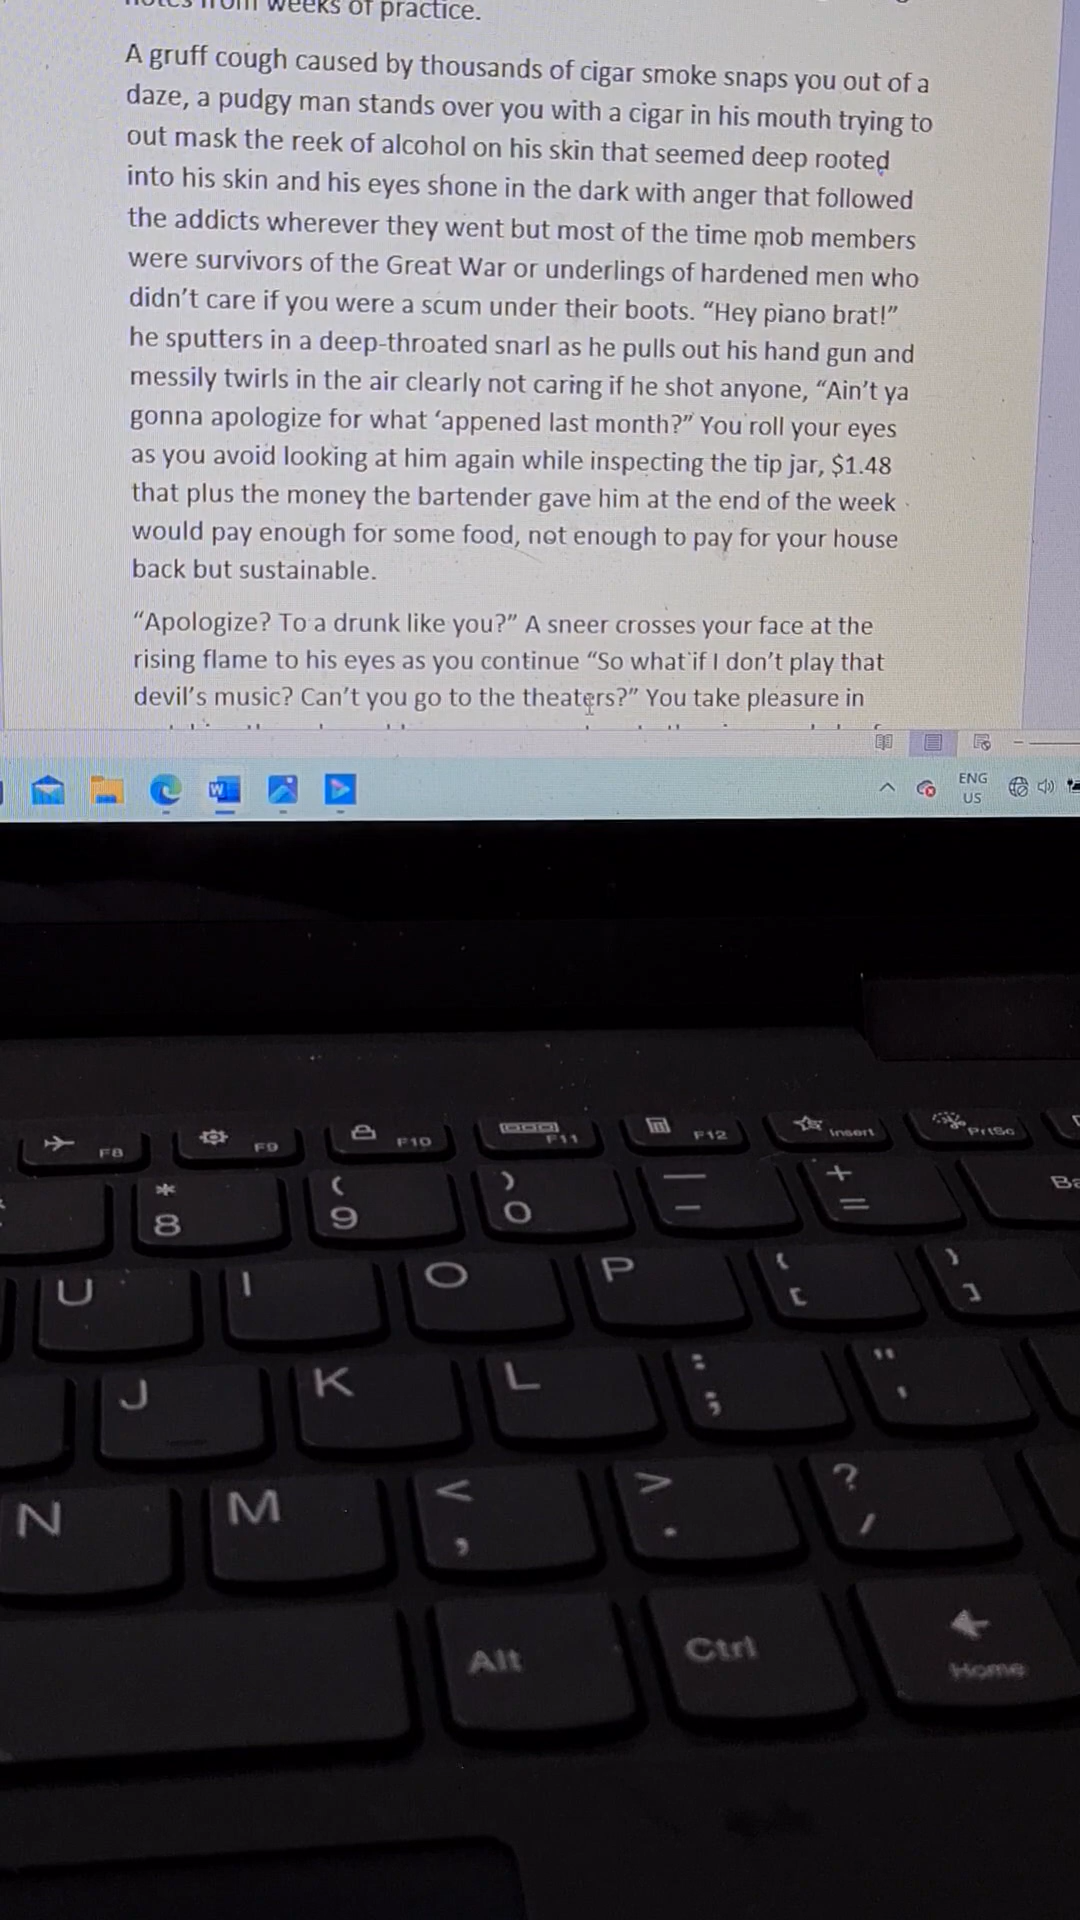 notes from weeks of practice.
A gruff cough caused by thousands of cigar smoke snaps you out of a
daze, a pudgy man stands over you with a cigar in his mouth trying to
out mask the reek of alcohol on his skin that seemed deep rooted
into his skin and his eyes shone in the dark with anger that followed
the addicts wherever they went but most of the time mob members
were survivors of the Great War or underlings of hardened men who
didn’t care if you were a scum under their boots. “Hey piano brat!”
he sputters in a deep-throated snarl as he pulls out his hand gun and
messily twirls in the air clearly not caring if he shot anyone, “Ain’t ya
gonna apologize for what ‘appened last month?” You roll your eyes
as you avoid looking at him again while inspecting the tip jar, $1.48
that plus the money the bartender gave him at the end of the week
would pay enough for some food, not enough to pay for your house
back but sustainable.
“Apologize? To a drunk like you?” A sneer crosses your face at the
rising flame to his eyes as you continue “So what if I don’t play that
devil’s music? Can’t you go to the theaters?” You take pleasure in
W
ENG
US
F8 F9 F10 F11 F12 Insert PrtSc
* 8 ( 9 ) 0 — - + = Ba
U I O P { [ } ]
J K L : ; " '
N M < , > . ? /
Alt Ctrl Home